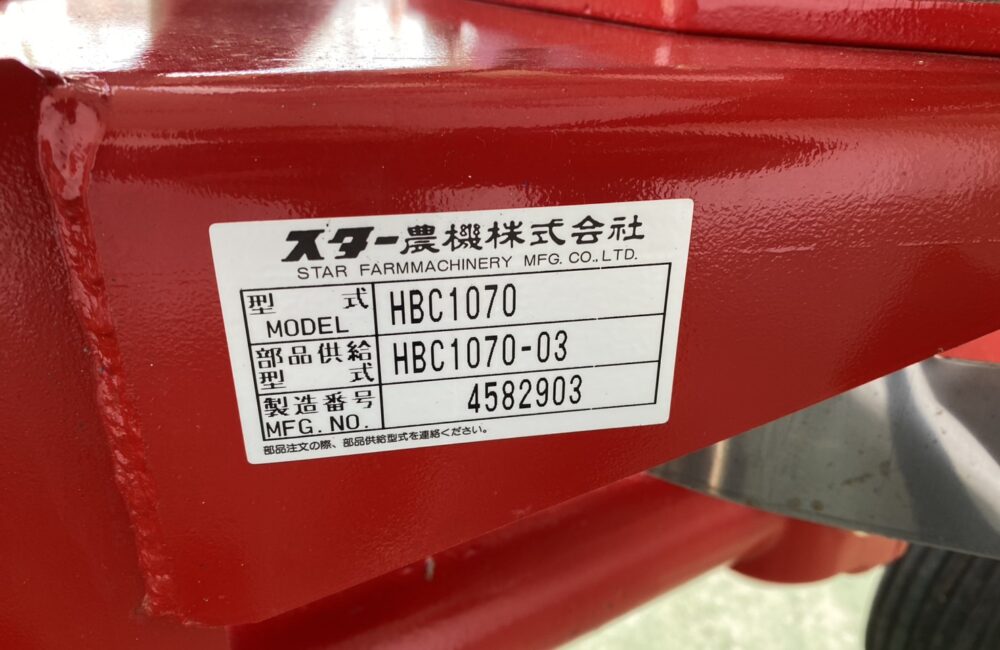 スター農機株式会社
STAR FARMMACHINERY MFG. CO.,LTD.
型式 HBC1070
MODEL
部品供給 HBC1070-03
型式
製造番号 4582903
MFG. NO.
部品注文の際、部品供給型式を連絡ください。